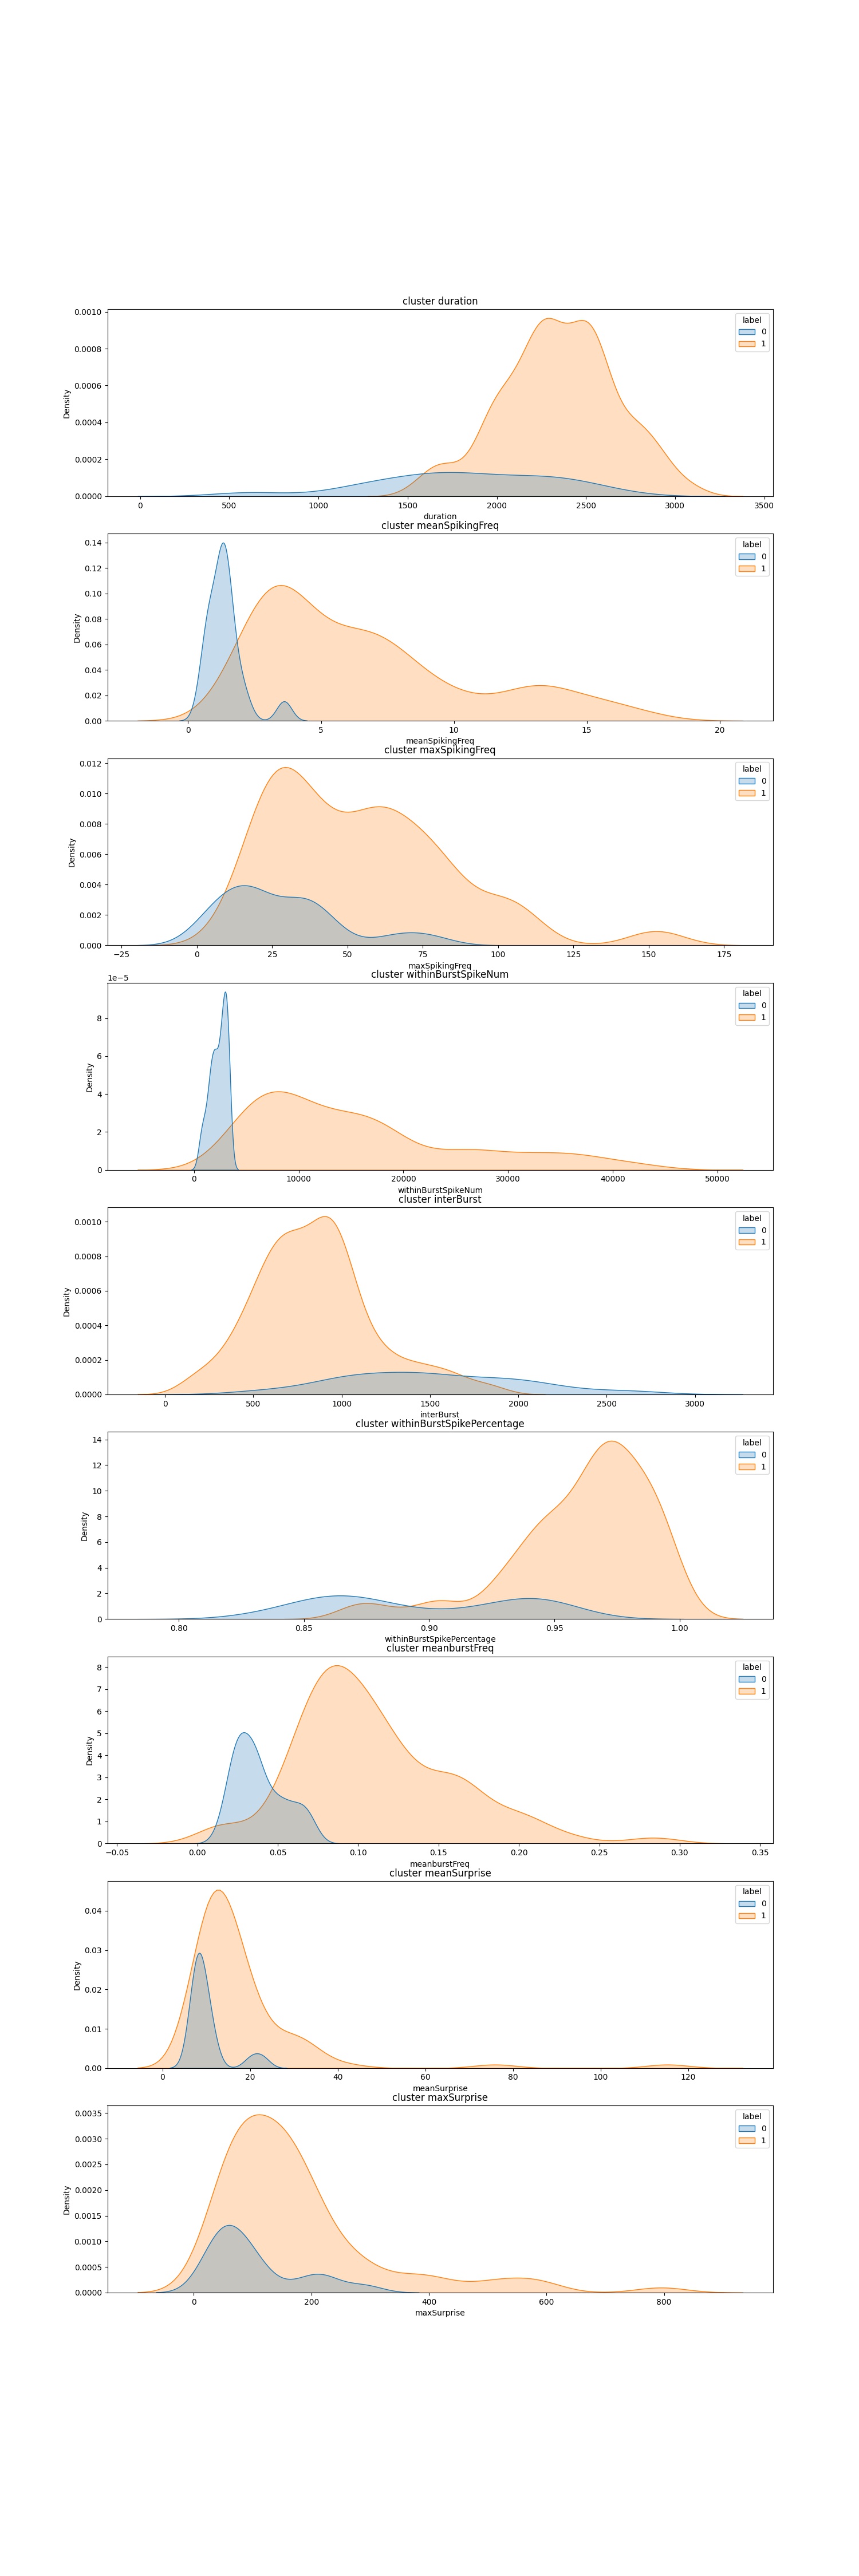 cluster duration
0.0010
0.0008
0.0006
0.0004
0.0002
0.0000
Density
label
0
1
0 500 1000 1500 2000 2500 3000 3500
duration
cluster meanSpikingFreq
0.14
0.12
0.10
0.08
0.06
0.04
0.02
0.00
Density
label
0
1
0 5 10 15 20
meanSpikingFreq
cluster maxSpikingFreq
0.012
0.010
0.008
0.006
0.004
0.002
0.000
Density
label
0
1
−25 0 25 50 75 100 125 150 175
maxSpikingFreq
cluster withinBurstSpikeNum
1e−5
8
6
4
2
0
Density
label
0
1
0 10000 20000 30000 40000 50000
withinBurstSpikeNum
cluster interBurst
0.0010
0.0008
0.0006
0.0004
0.0002
0.0000
Density
label
0
1
0 500 1000 1500 2000 2500 3000
interBurst
cluster withinBurstSpikePercentage
14
12
10
8
6
4
2
0
Density
label
0
1
0.80 0.85 0.90 0.95 1.00
withinBurstSpikePercentage
cluster meanburstFreq
8
7
6
5
4
3
2
1
0
Density
label
0
1
−0.05 0.00 0.05 0.10 0.15 0.20 0.25 0.30 0.35
meanburstFreq
cluster meanSurprise
0.04
0.03
0.02
0.01
0.00
Density
label
0
1
0 20 40 60 80 100 120
meanSurprise
cluster maxSurprise
0.0035
0.0030
0.0025
0.0020
0.0015
0.0010
0.0005
0.0000
Density
label
0
1
0 200 400 600 800
maxSurprise